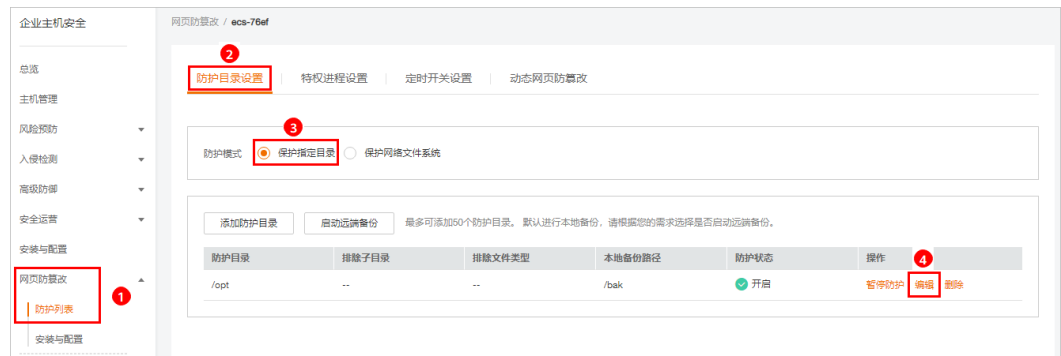 企业主机安全
网页防篡改 / ecs-76ef
总览
主机管理
风险预防
入侵检测
高级防御
安全运营
安装与配置
网页防篡改
1
防护列表
安装与配置
2
防护目录设置 特权进程设置 定时开关设置 动态网页防篡改
3
防护模式 保护指定目录 保护网络文件系统
添加防护目录 启动远端备份 最多可添加50个防护目录。 默认进行本地备份，请根据您的需求选择是否启动远端备份。
防护目录 排除子目录 排除文件类型 本地备份路径 防护状态 操作 4
/opt -- -- /bak 开启 暂停防护 编辑 删除